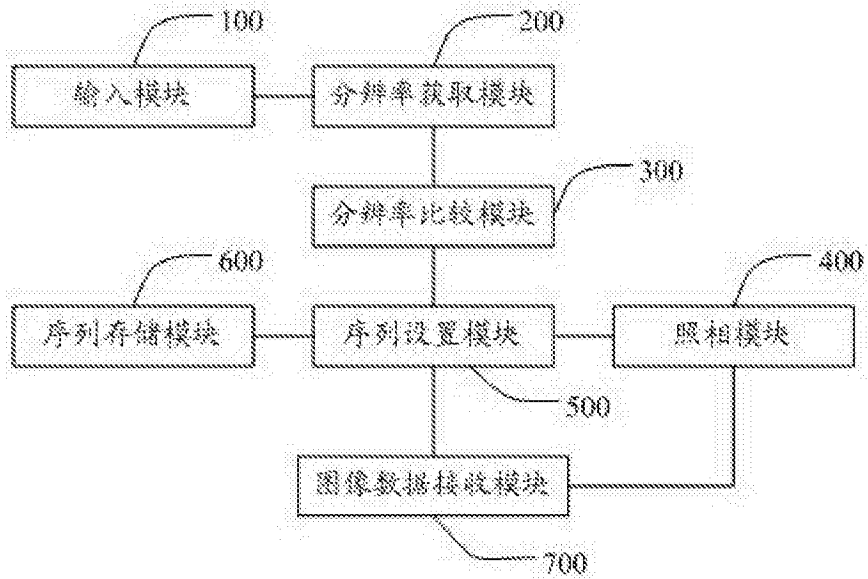 100
200
输入模块
分辨率获取模块
300
分辨率比较模块
600
400
序列存储模块
序列设置模块
照相模块
500
图像数据接收模块
700